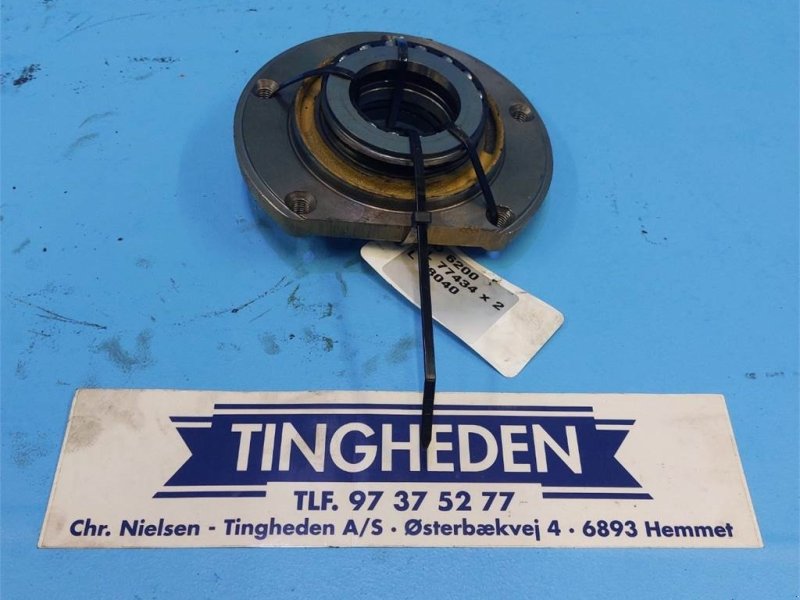 6200
77434 x 2
8040
TINGHEDEN
TLF. 97 37 52 77
Chr. Nielsen - Tingheden A/S · Østerbækvej 4 · 6893 Hemmet